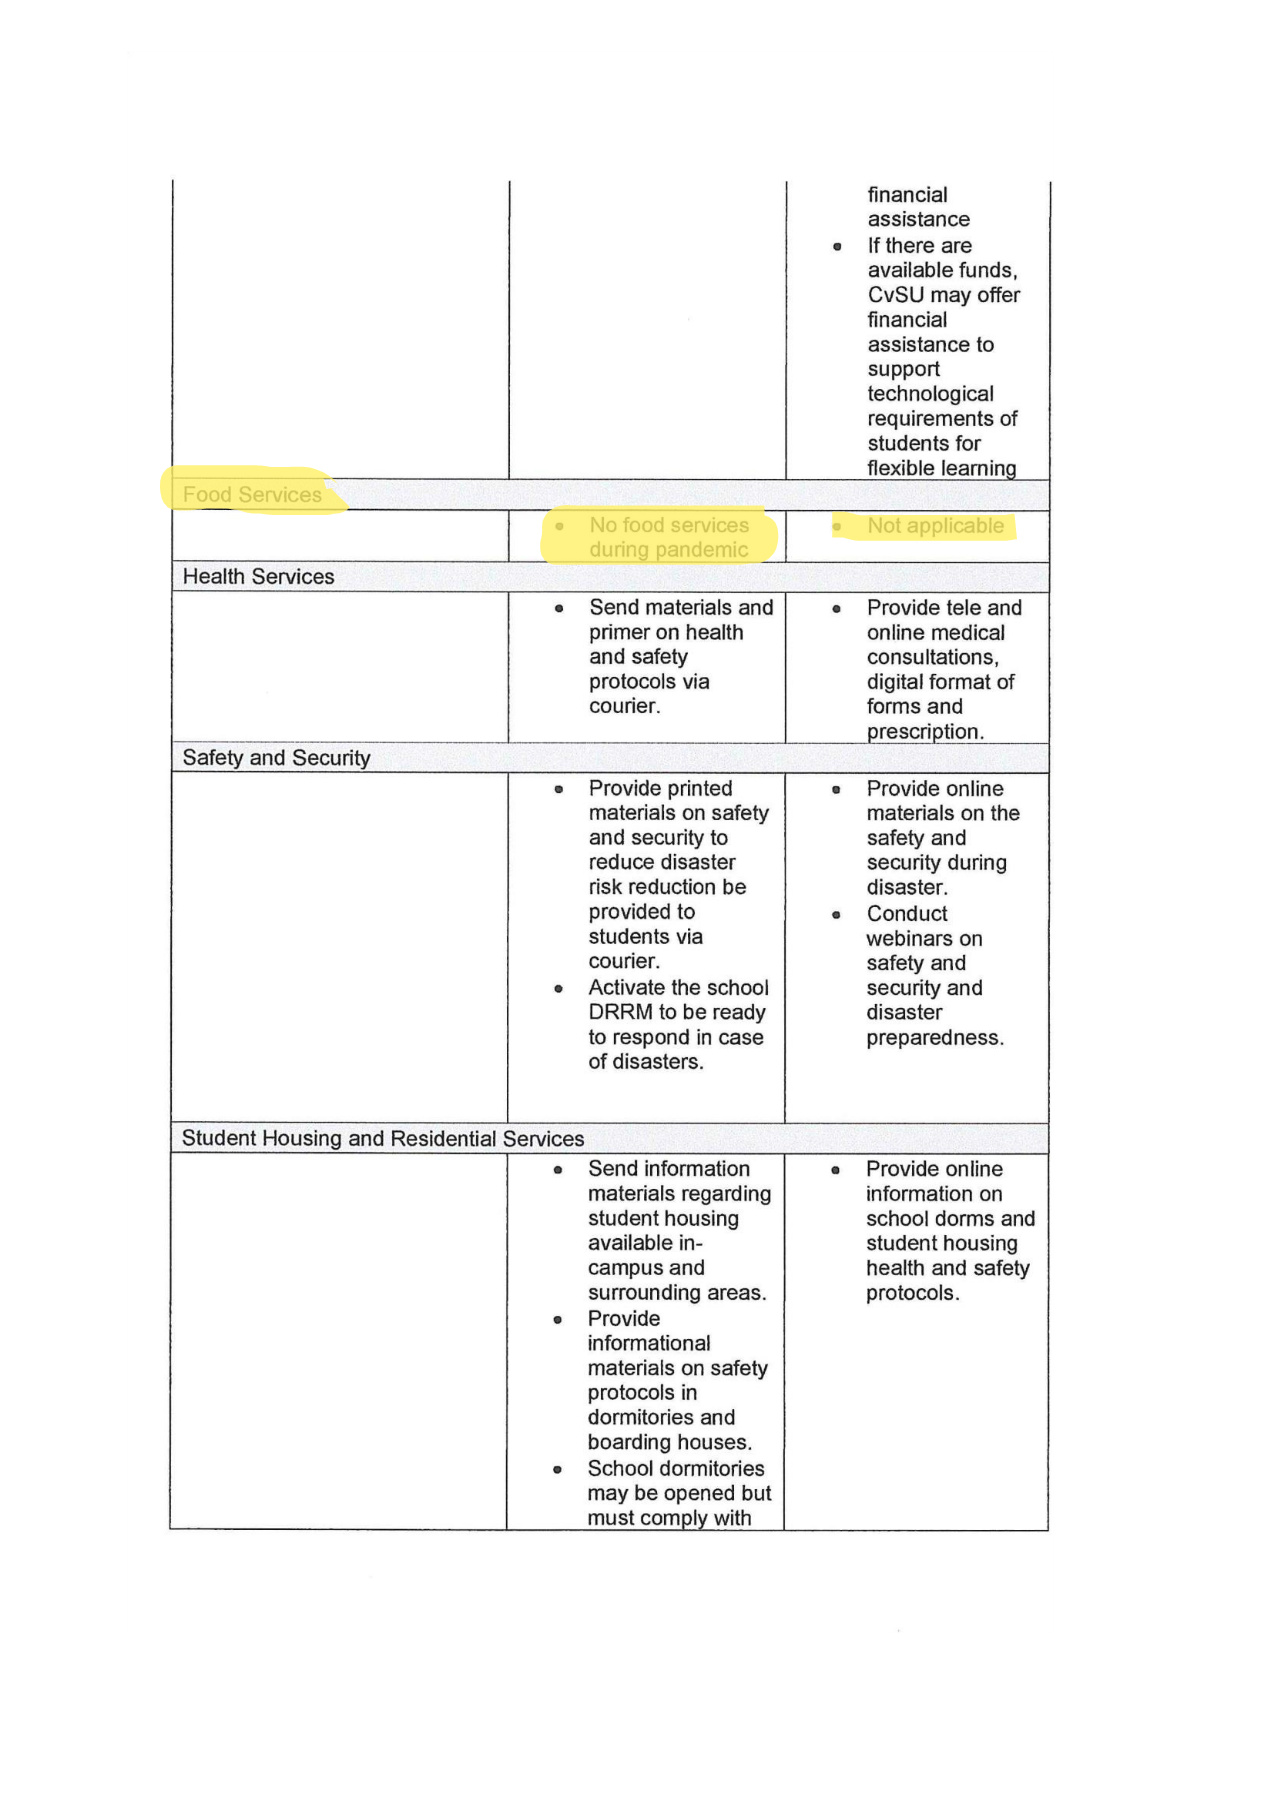 financial
assistance
• If there are
available funds,
CvSU may offer
financial
assistance to
support
technological
requirements of
students for
flexible learning
Food Services
• No food services
during pandemic
• Not applicable
Health Services
• Send materials and
primer on health
and safety
protocols via
courier.
• Provide tele and
online medical
consultations,
digital format of
forms and
prescription.
Safety and Security
• Provide printed
materials on safety
and security to
reduce disaster
risk reduction be
provided to
students via
courier.
• Activate the school
DRRM to be ready
to respond in case
of disasters.
• Provide online
materials on the
safety and
security during
disaster.
• Conduct
webinars on
safety and
security and
disaster
preparedness.
Student Housing and Residential Services
• Send information
materials regarding
student housing
available in-
campus and
surrounding areas.
• Provide
informational
materials on safety
protocols in
dormitories and
boarding houses.
• School dormitories
may be opened but
must comply with
• Provide online
information on
school dorms and
student housing
health and safety
protocols.